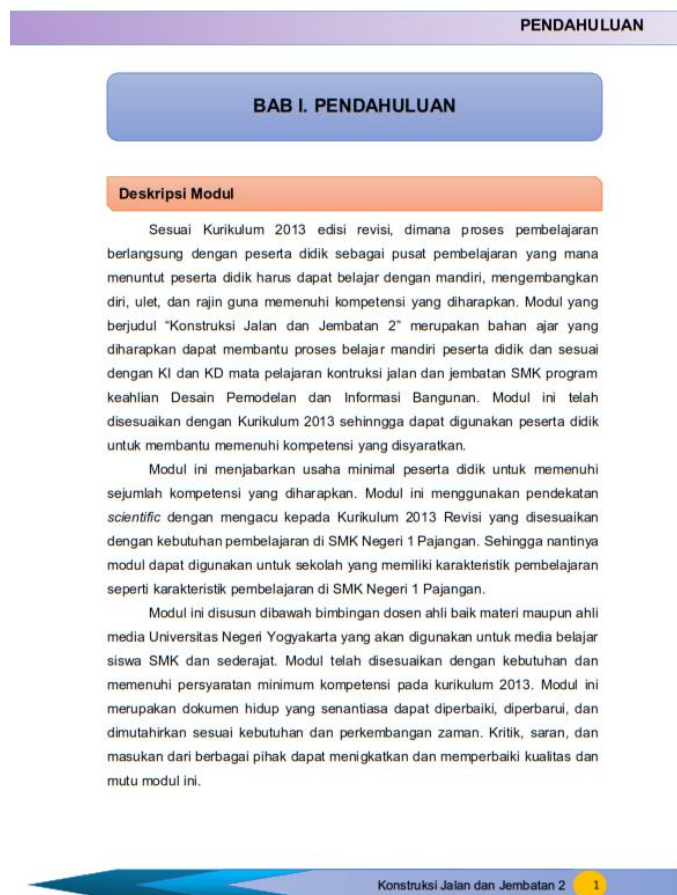 PENDAHULUAN
BAB I. PENDAHULUAN
Deskripsi Modul
Sesuai Kurikulum 2013 edisi revisi, dimana proses pembelajaran
berlangsung dengan peserta didik sebagai pusat pembelajaran yang mana
menuntut peserta didik harus dapat belajar dengan mandiri, mengembangkan
diri, ulet, dan rajin guna memenuhi kompetensi yang diharapkan. Modul yang
berjudul “Konstruksi Jalan dan Jembatan 2” merupakan bahan ajar yang
diharapkan dapat membantu proses belajar mandiri peserta didik dan sesuai
dengan KI dan KD mata pelajaran kontruksi jalan dan jembatan SMK program
keahlian Desain Pemodelan dan Informasi Bangunan. Modul ini telah
disesuaikan dengan Kurikulum 2013 sehinngga dapat digunakan peserta didik
untuk membantu memenuhi kompetensi yang disyaratkan.
Modul ini menjabarkan usaha minimal peserta didik untuk memenuhi
sejumlah kompetensi yang diharapkan. Modul ini menggunakan pendekatan
scientific dengan mengacu kepada Kurikulum 2013 Revisi yang disesuaikan
dengan kebutuhan pembelajaran di SMK Negeri 1 Pajangan. Sehingga nantinya
modul dapat digunakan untuk sekolah yang memiliki karakteristik pembelajaran
seperti karakteristik pembelajaran di SMK Negeri 1 Pajangan.
Modul ini disusun dibawah bimbingan dosen ahli baik materi maupun ahli
media Universitas Negeri Yogyakarta yang akan digunakan untuk media belajar
siswa SMK dan sederajat. Modul telah disesuaikan dengan kebutuhan dan
memenuhi persyaratan minimum kompetensi pada kurikulum 2013. Modul ini
merupakan dokumen hidup yang senantiasa dapat diperbaiki, diperbarui, dan
dimutahirkan sesuai kebutuhan dan perkembangan zaman. Kritik, saran, dan
masukan dari berbagai pihak dapat menigkatkan dan memperbaiki kualitas dan
mutu modul ini.
Konstruksi Jalan dan Jembatan 2 1